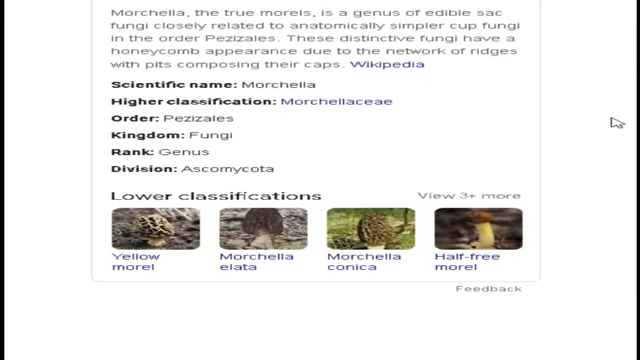 Morchella, the true morels, is a genus of edible sac
fungi closely related to anatomically simpler cup fungi
in the order Pezizales. These distinctive fungi have a
honeycomb appearance due to the network of ridges
with pits composing their caps. Wikipedia
Scientific name: Morchella
Higher classification: Morchellaceae
Order: Pezizales
Kingdom: Fungi
Rank: Genus
Division: Ascomycota
Lower classifications View 3+ more
Yellow morel
Morchella elata
Morchella conica
Half-free morel
Feedback